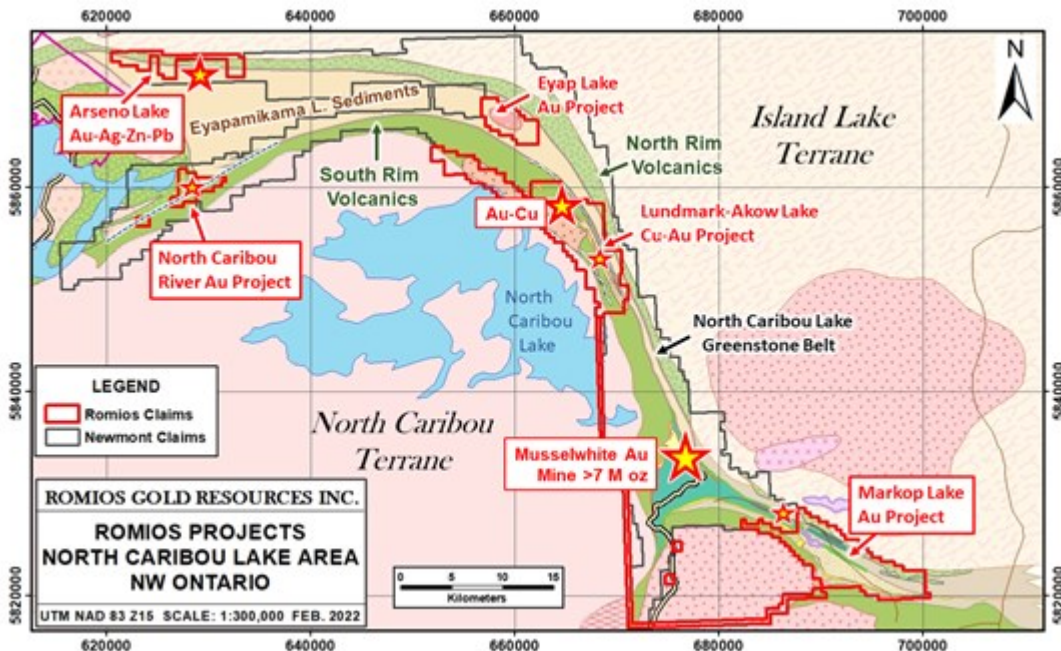 620000
640000
660000
680000
700000
N
Arseno Lake
Au-Ag-Zn-Pb
Eyapamikama L. Sediments
Eyap Lake
Au Project
Island Lake
Terrane
North Rim
Volcanics
South Rim
Volcanics
5860000
5860000
Au-Cu
Lundmark-Akow Lake
Cu-Au Project
North Caribou
River Au Project
North
Caribou
Lake
North Caribou Lake
Greenstone Belt
5840000
5840000
LEGEND
Romios Claims
Newmont Claims
North Caribou
Terrane
Musselwhite Au
Mine >7 M oz
Markop Lake
Au Project
ROMIOS GOLD RESOURCES INC.
ROMIOS PROJECTS
NORTH CARIBOU LAKE AREA
NW ONTARIO
UTM NAD 83 Z15 SCALE: 1:300,000 FEB. 2022
0 5 10 15
Kilometers
5820000
5820000
620000
640000
660000
680000
700000